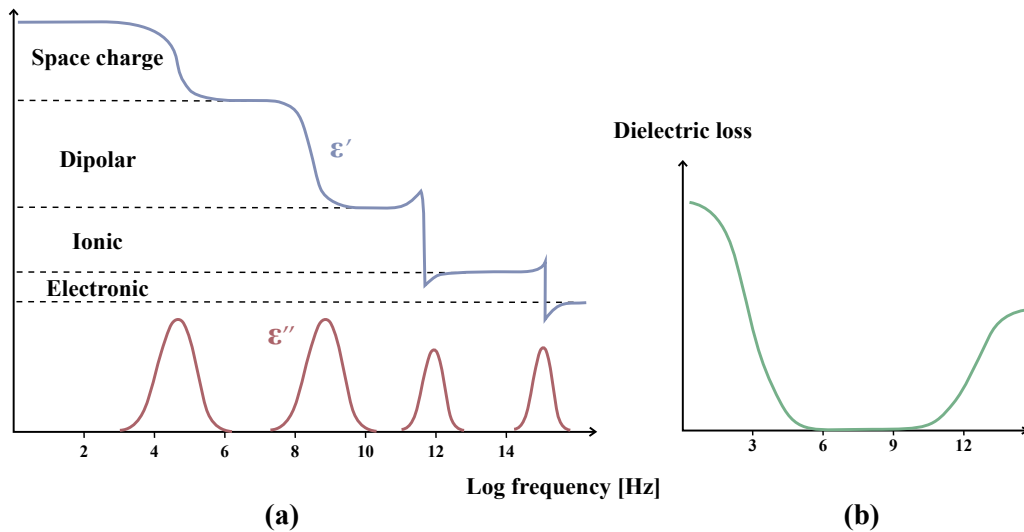 Space charge
Dipolar
ε′
Ionic
Electronic
ε″
2 4 6 8 10 12 14
Dielectric loss
3 6 9 12
Log frequency [Hz]
(a)
(b)